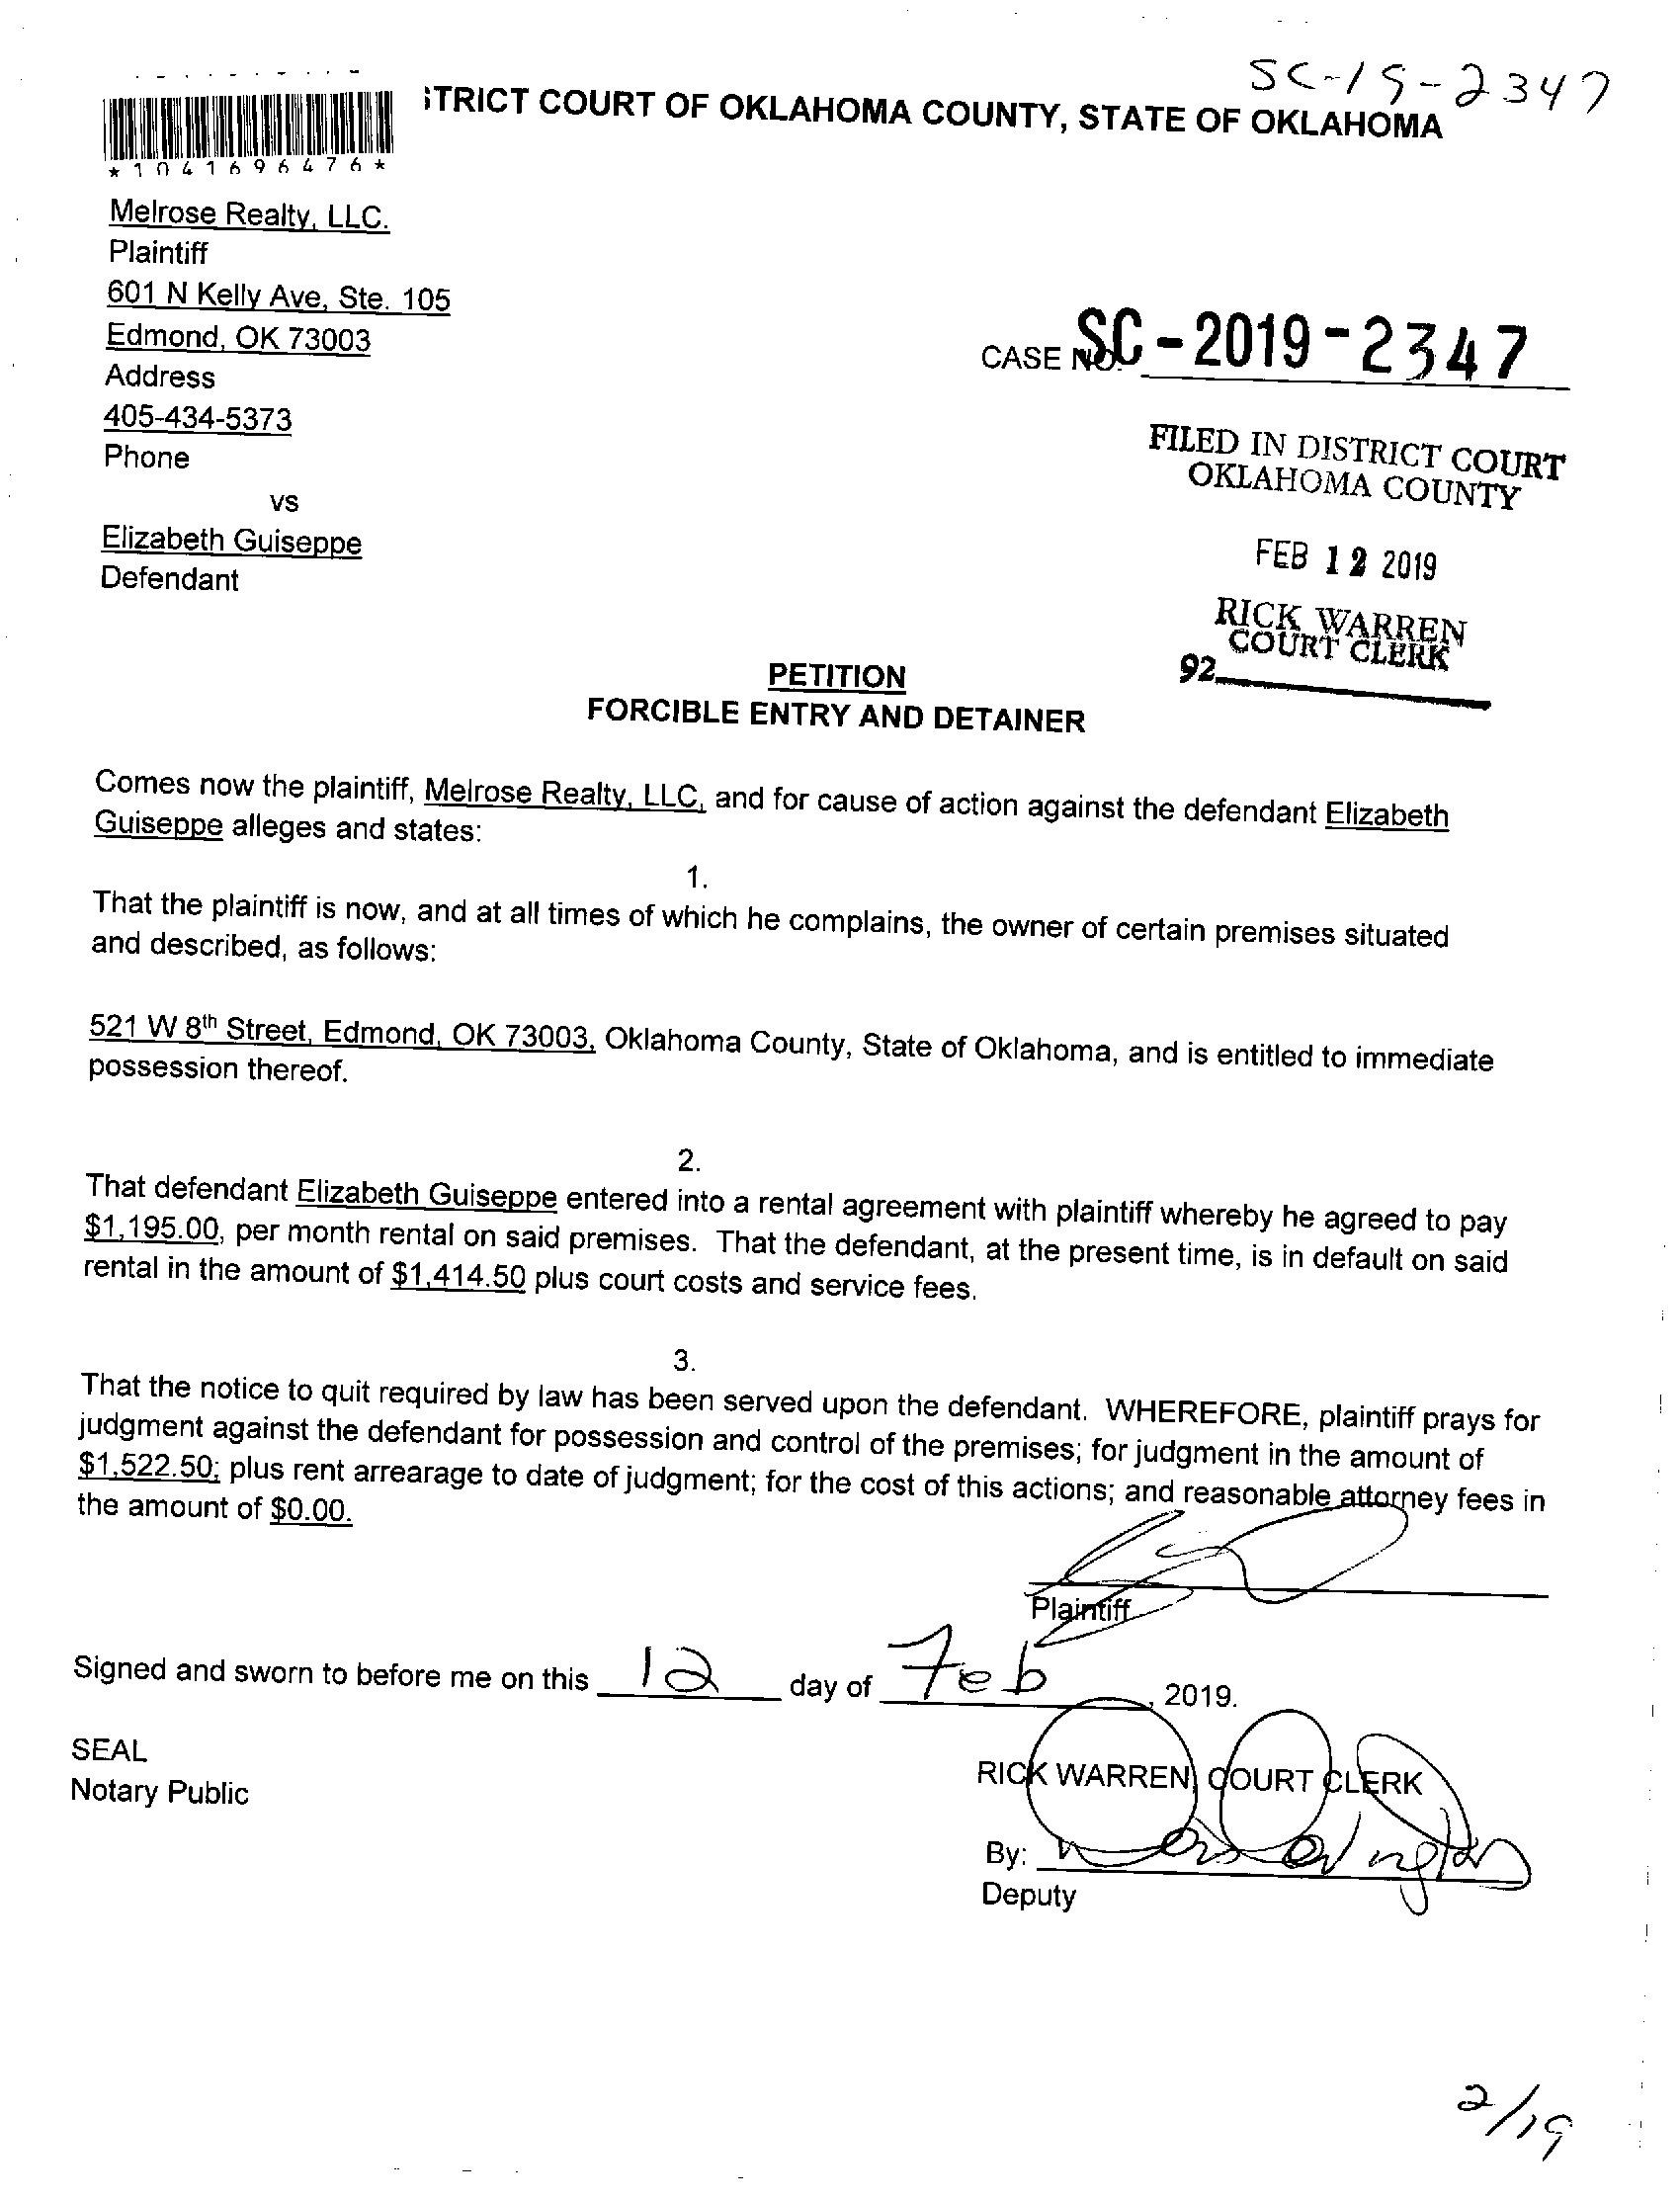 SC-19-2347
STRICT COURT OF OKLAHOMA COUNTY, STATE OF OKLAHOMA
*1041696476*
Melrose Realty, LLC.
Plaintiff
601 N Kelly Ave, Ste. 105
Edmond, OK 73003
Address
405-434-5373
Phone
vs
Elizabeth Guiseppe
Defendant
CASE NO. SC-2019-2347
FILED IN DISTRICT COURT
OKLAHOMA COUNTY
FEB 12 2019
RICK WARREN
COURT CLERK
92
PETITION
FORCIBLE ENTRY AND DETAINER
Comes now the plaintiff, Melrose Realty, LLC, and for cause of action against the defendant Elizabeth
Guiseppe alleges and states:
1.
That the plaintiff is now, and at all times of which he complains, the owner of certain premises situated
and described, as follows:
521 W 8th Street, Edmond, OK 73003, Oklahoma County, State of Oklahoma, and is entitled to immediate
possession thereof.
2.
That defendant Elizabeth Guiseppe entered into a rental agreement with plaintiff whereby he agreed to pay
$1,195.00, per month rental on said premises. That the defendant, at the present time, is in default on said
rental in the amount of $1,414.50 plus court costs and service fees.
3.
That the notice to quit required by law has been served upon the defendant. WHEREFORE, plaintiff prays for
judgment against the defendant for possession and control of the premises; for judgment in the amount of
$1,522.50; plus rent arrearage to date of judgment; for the cost of this actions; and reasonable attorney fees in
the amount of $0.00.
Plaintiff
Signed and sworn to before me on this 12 day of Feb, 2019.
SEAL
Notary Public
RICK WARREN, COURT CLERK
By:
Deputy
2/19